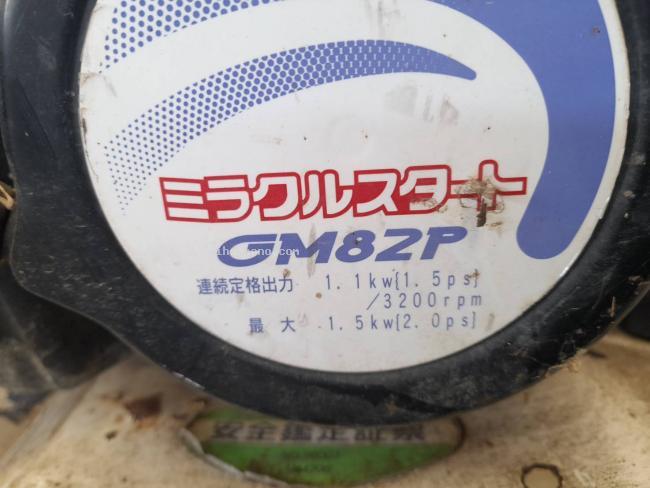 ミラクルスタート
GM82P
連続定格出力 1.1kw{1.5ps}
/3200rpm
最大 1.5kw{2.0ps}
安全鑑定証票